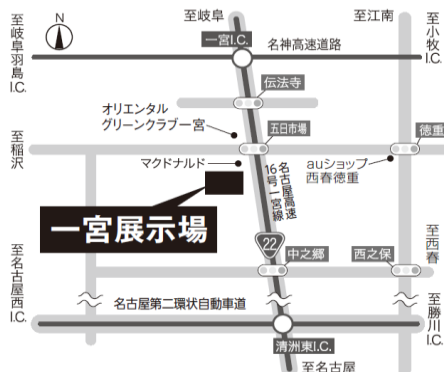 至岐阜
至江南
N
至岐阜羽島I.C.
一宮I.C.
名神高速道路
至小牧I.C.
伝法寺
オリエンタル
グリーンクラブ一宮
五日市場
徳重
至稲沢
マクドナルド
auショップ
西春徳重
名古屋高速
16号一宮線
一宮展示場
至西春
22
中之郷
西之保
至名古屋西I.C.
名古屋第二環状自動車道
至勝川I.C.
清洲東I.C.
至名古屋